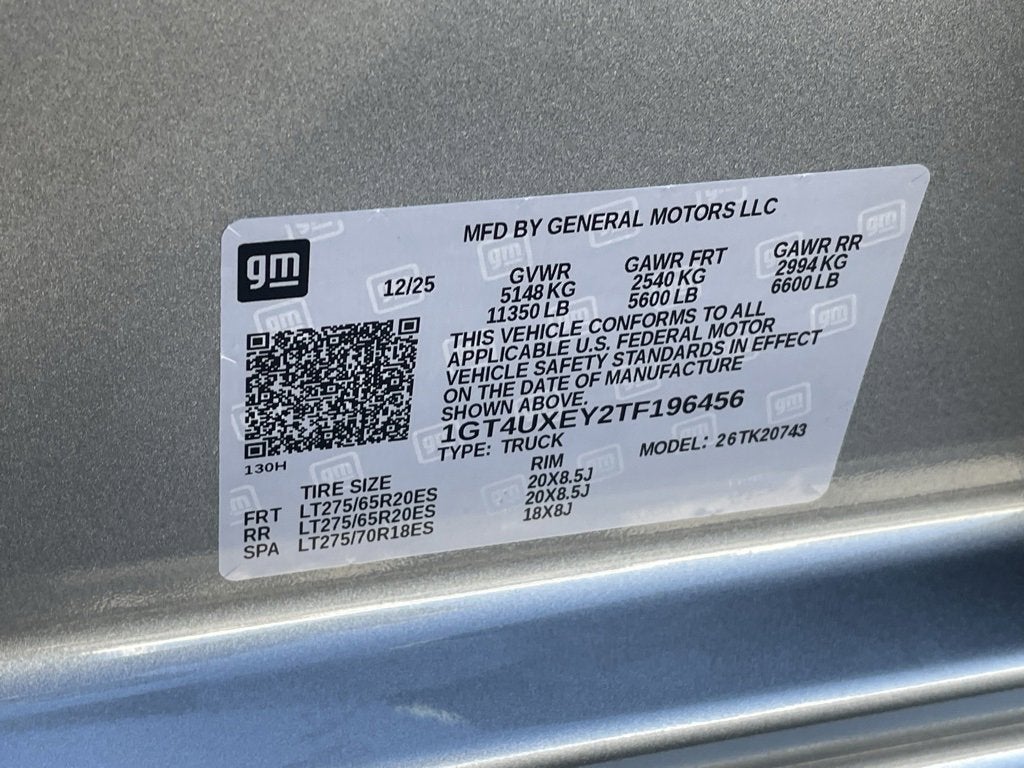 MFD BY GENERAL MOTORS LLC
gm
12/25
GVWR GAWR FRT GAWR RR
5148 KG 2540 KG 2994 KG
11350 LB 5600 LB 6600 LB
THIS VEHICLE CONFORMS TO ALL
APPLICABLE U.S. FEDERAL MOTOR
VEHICLE SAFETY STANDARDS IN EFFECT
ON THE DATE OF MANUFACTURE
SHOWN ABOVE.
1GT4UXEY2TF196456
TYPE: TRUCK MODEL: 26TK20743
130H
TIRE SIZE RIM
FRT LT275/65R20ES 20X8.5J
RR LT275/65R20ES 20X8.5J
SPA LT275/70R18ES 18X8J